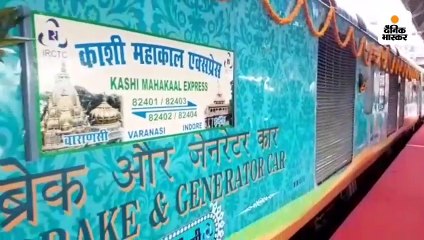 दैनिक
भास्कर
IRCTC
काशी महाकाल एक्सप्रेस
KASHI MAHAKAAL EXPRESS
82401 / 82403
82402 / 82404
वाराणसी
VARANASI
INDORE
ब्रेक और जेनरेटर कार
BRAKE & GENERATOR CAR